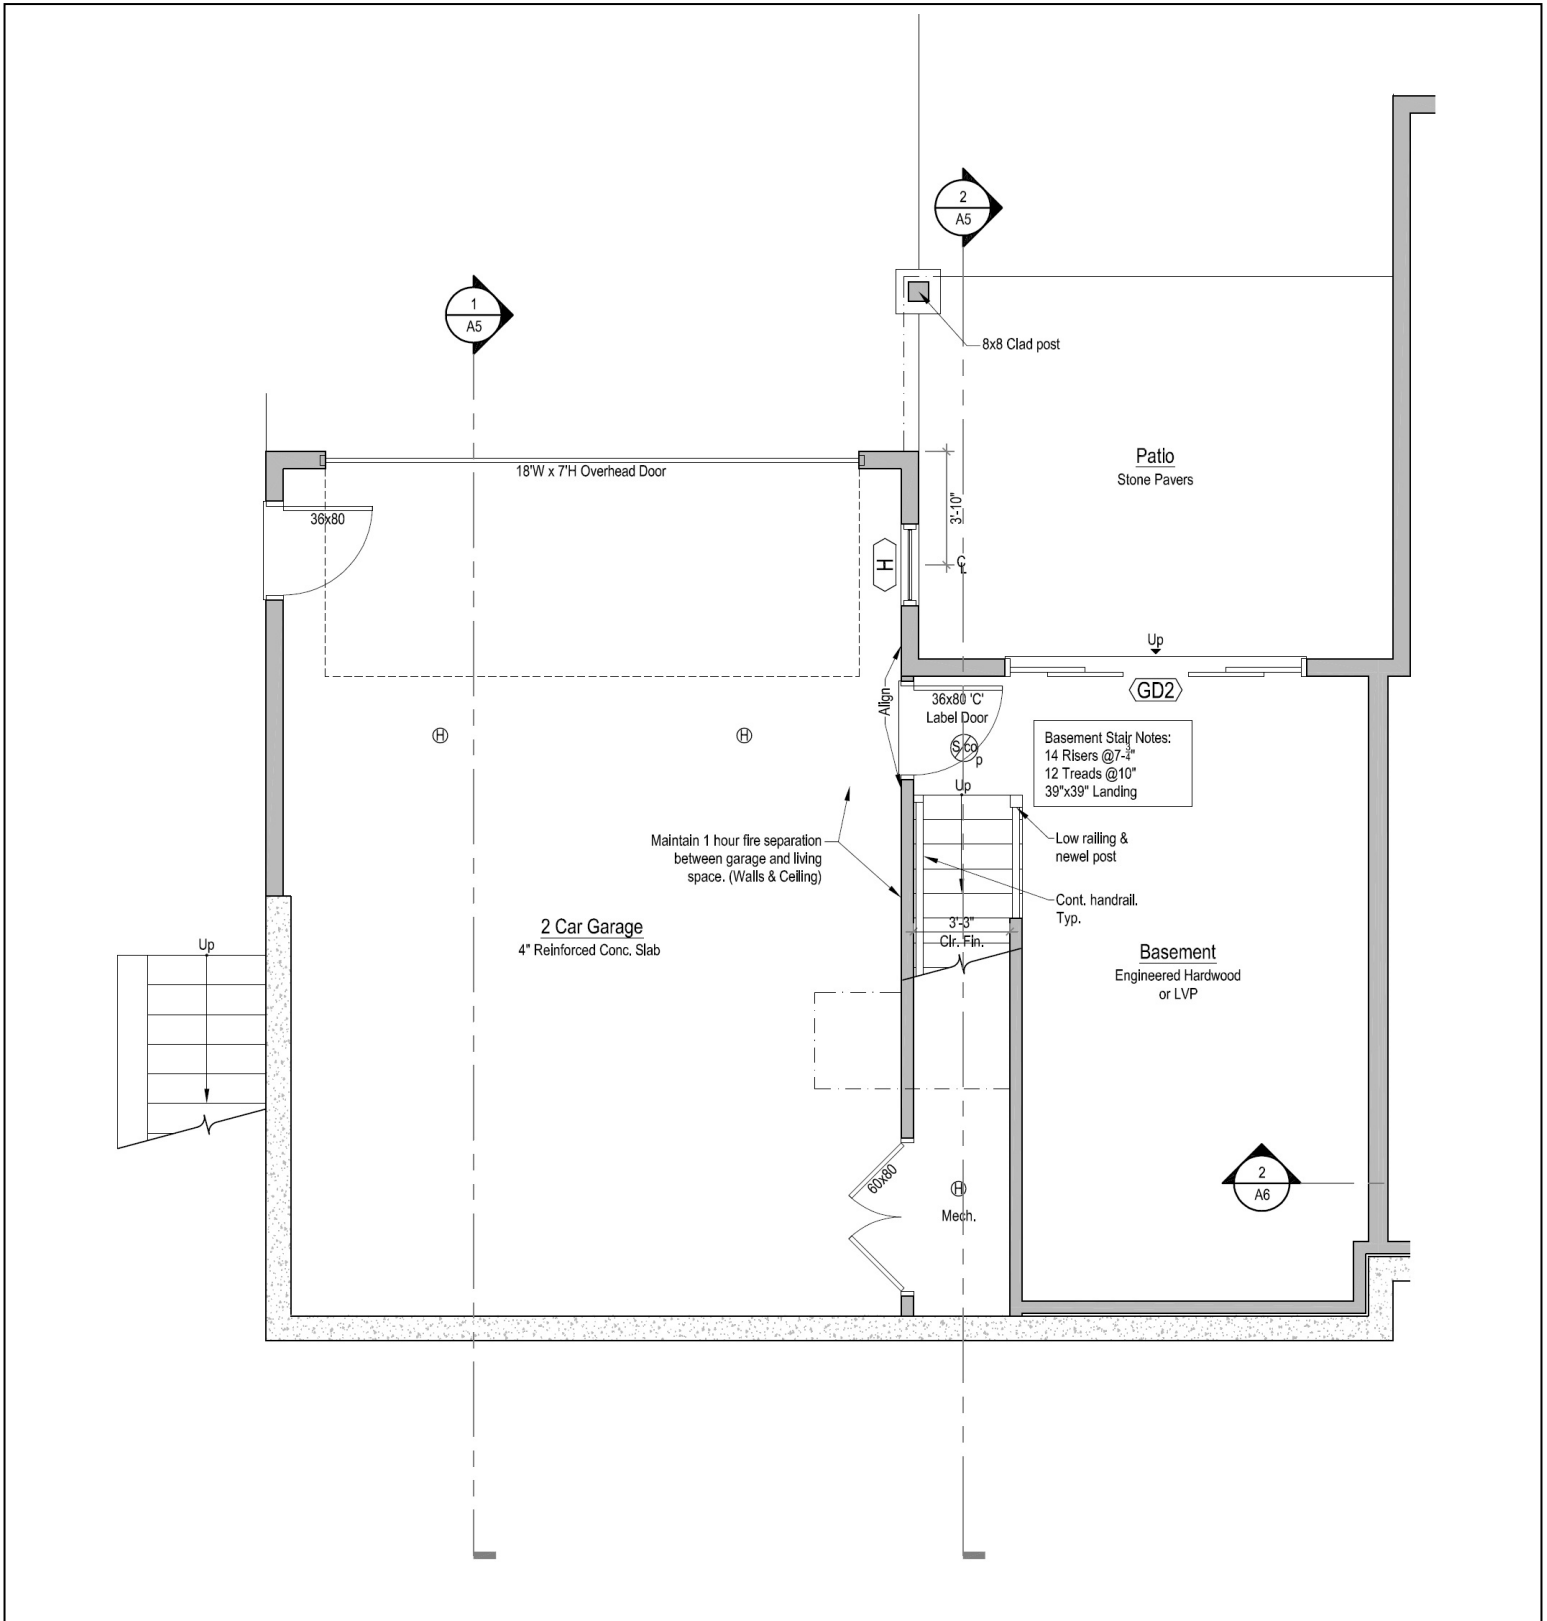 2
A5
1
A5
8x8 Clad post
Patio
Stone Pavers
18'W x 7'H Overhead Door
36x80
3'-10"
H
CL
Up
GD2
Align
36x80 'C'
Label Door
S/co
p
H
H
Basement Stair Notes:
14 Risers @7-3/4"
12 Treads @10"
39"x39" Landing
Up
Maintain 1 hour fire separation
between garage and living
space. (Walls & Ceiling)
Low railing &
newel post
Cont. handrail.
Typ.
2 Car Garage
4" Reinforced Conc. Slab
3'-3"
Clr. Fin.
Up
Basement
Engineered Hardwood
or LVP
60x80
H
Mech.
2
A6